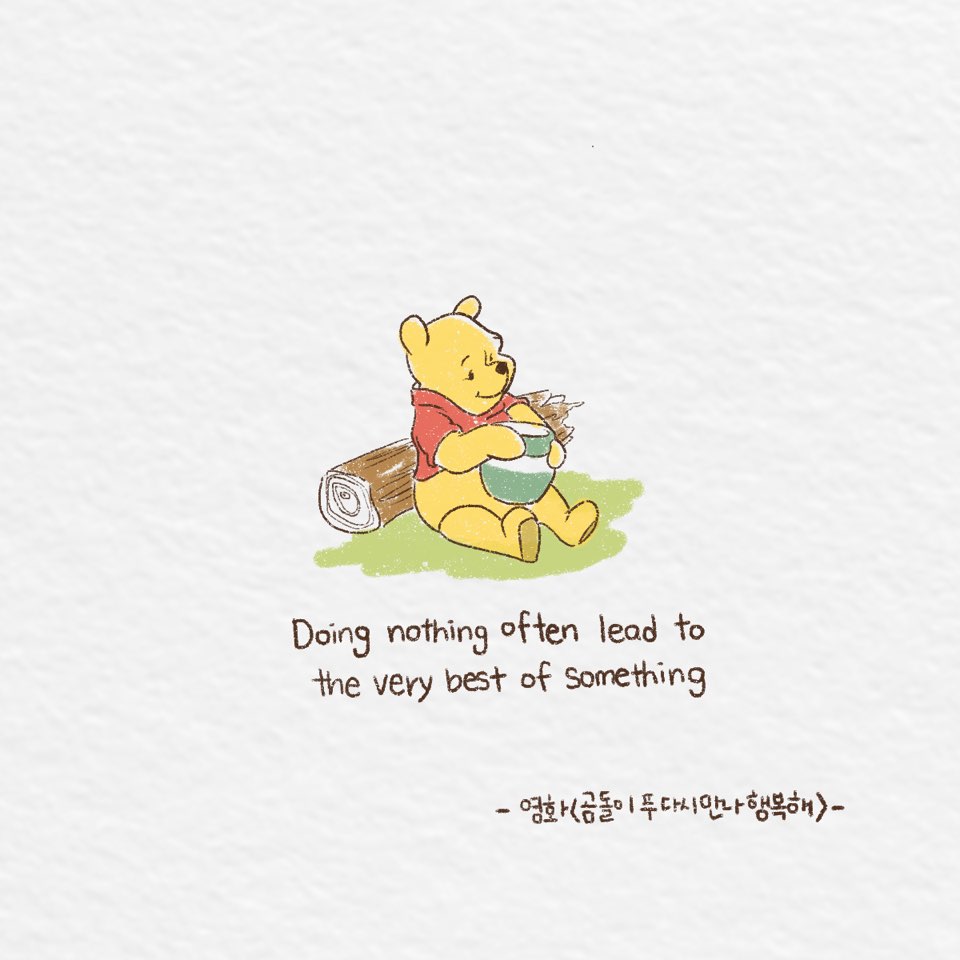 Doing nothing often lead to
the very best of something
- 영화<곰돌이 푸 다시 만나 행복해>-